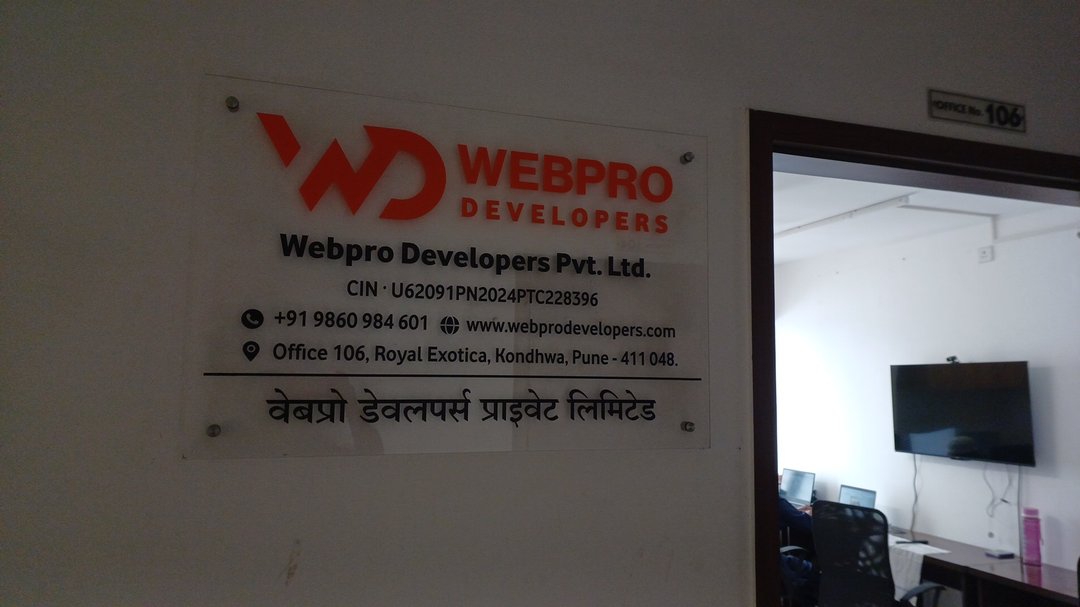 WEBPRO
DEVELOPERS
Webpro Developers Pvt. Ltd.
CIN · U62091PN2024PTC228396
+91 9860 984 601 www.webprodevelopers.com
Office 106, Royal Exotica, Kondhwa, Pune - 411 048.
वेबप्रो डेवलपर्स प्राइवेट लिमिटेड
OFFICE No. 106